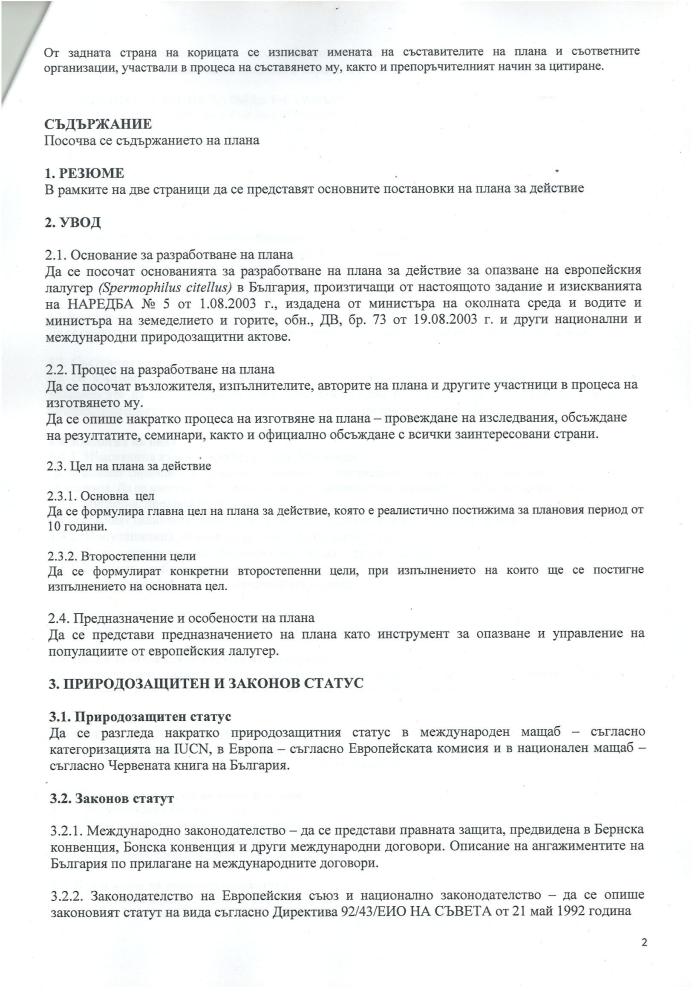 От задната страна на корицата се изписват имената на съставителите на плана и съответните
организации, участвали в процеса на съставянето му, както и препоръчителният начин за цитиране.
СЪДЪРЖАНИЕ
Посочва се съдържанието на плана
1. РЕЗЮМЕ
В рамките на две страници да се представят основните постановки на плана за действие
2. УВОД
2.1. Основание за разработване на плана
Да се посочат основанията за разработване на плана за действие за опазване на европейския
лалугер (Spermophilus citellus) в България, произтичащи от настоящото задание и изискванията
на НАРЕДБА № 5 от 1.08.2003 г., издадена от министъра на околната среда и водите и
министъра на земеделието и горите, обн., ДВ, бр. 73 от 19.08.2003 г. и други национални и
международни природозащитни актове.
2.2. Процес на разработване на плана
Да се посочат възложителя, изпълнителите, авторите на плана и другите участници в процеса на
изготвянето му.
Да се опише накратко процеса на изготвяне на плана – провеждане на изследвания, обсъждане
на резултатите, семинари, както и официално обсъждане с всички заинтересовани страни.
2.3. Цел на плана за действие
2.3.1. Основна цел
Да се формулира главна цел на плана за действие, която е реалистично постижима за плановия период от
10 години.
2.3.2. Второстепенни цели
Да се формулират конкретни второстепенни цели, при изпълнението на които ще се постигне
изпълнението на основната цел.
2.4. Предназначение и особености на плана
Да се представи предназначението на плана като инструмент за опазване и управление на
популациите от европейския лалугер.
3. ПРИРОДОЗАЩИТЕН И ЗАКОНОВ СТАТУС
3.1. Природозащитен статус
Да се разгледа накратко природозащитния статус в международен мащаб – съгласно
категоризацията на IUCN, в Европа – съгласно Европейската комисия и в национален мащаб –
съгласно Червената книга на България.
3.2. Законов статут
3.2.1. Международно законодателство – да се представи правната защита, предвидена в Бернска
конвенция, Бонска конвенция и други международни договори. Описание на ангажиментите на
България по прилагане на международните договори.
3.2.2. Законодателство на Европейския съюз и национално законодателство – да се опише
законовият статут на вида съгласно Директива 92/43/ЕИО НА СЪВЕТА от 21 май 1992 година
2